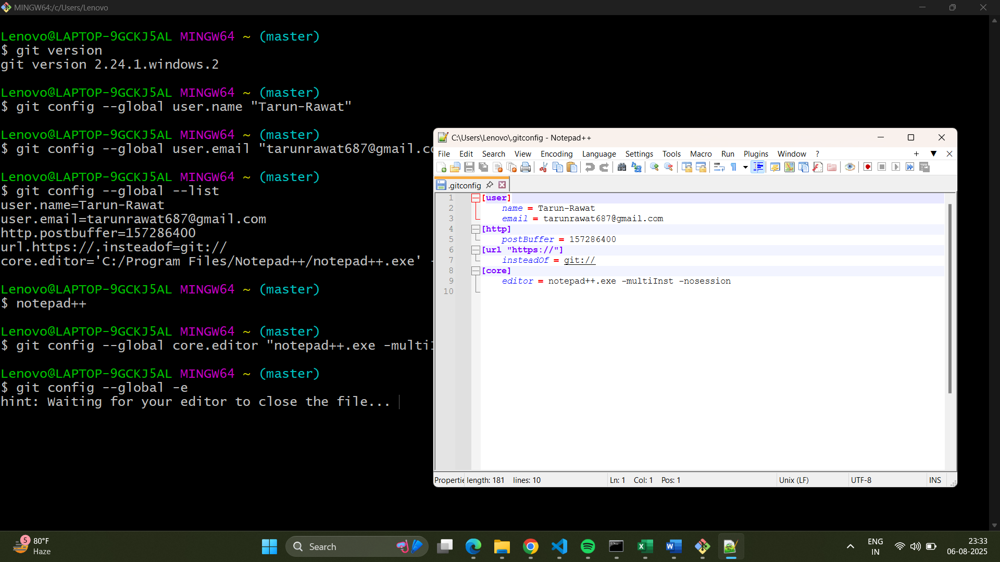 MINGW64:/c/Users/Lenovo
Lenovo@LAPTOP-9GCKJ5AL MINGW64 ~ (master)
$ git version
git version 2.24.1.windows.2
Lenovo@LAPTOP-9GCKJ5AL MINGW64 ~ (master)
$ git config --global user.name "Tarun-Rawat"
Lenovo@LAPTOP-9GCKJ5AL MINGW64 ~ (master)
$ git config --global user.email "tarunrawat687@gmail.co
Lenovo@LAPTOP-9GCKJ5AL MINGW64 ~ (master)
$ git config --global --list
user.name=Tarun-Rawat
user.email=tarunrawat687@gmail.com
http.postbuffer=157286400
url.https://.insteadof=git://
core.editor='C:/Program Files/Notepad++/notepad++.exe' -
Lenovo@LAPTOP-9GCKJ5AL MINGW64 ~ (master)
$ notepad++
Lenovo@LAPTOP-9GCKJ5AL MINGW64 ~ (master)
$ git config --global core.editor "notepad++.exe -multi
Lenovo@LAPTOP-9GCKJ5AL MINGW64 ~ (master)
$ git config --global -e
hint: Waiting for your editor to close the file...
C:\Users\Lenovo\.gitconfig - Notepad++
File Edit Search View Encoding Language Settings Tools Macro Run Plugins Window ?
.gitconfig
1 [user]
2 name = Tarun-Rawat
3 email = tarunrawat687@gmail.com
4 [http]
5 postBuffer = 157286400
6 [url "https://"]
7 insteadOf = git://
8 [core]
9 editor = notepad++.exe -multiInst -nosession
10
Propertie length: 181 lines: 10 Ln: 1 Col: 1 Pos: 1 Unix (LF) UTF-8 INS
5 80°F
Haze
Search
ENG
IN
23:33
06-08-2025